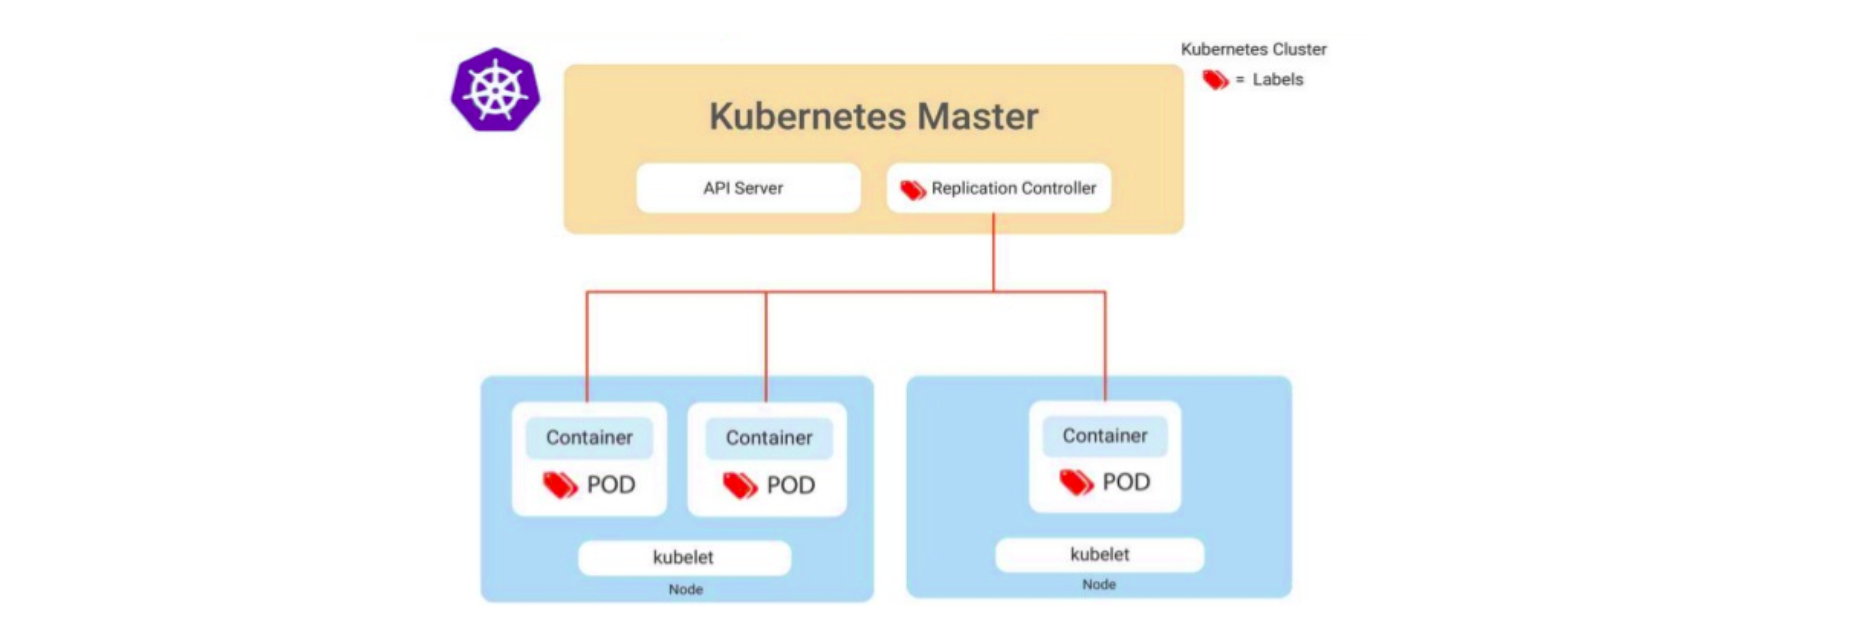 Kubernetes Cluster
= Labels
Kubernetes Master
API Server
Replication Controller
Container
POD
Container
POD
kubelet
Node
Container
POD
kubelet
Node